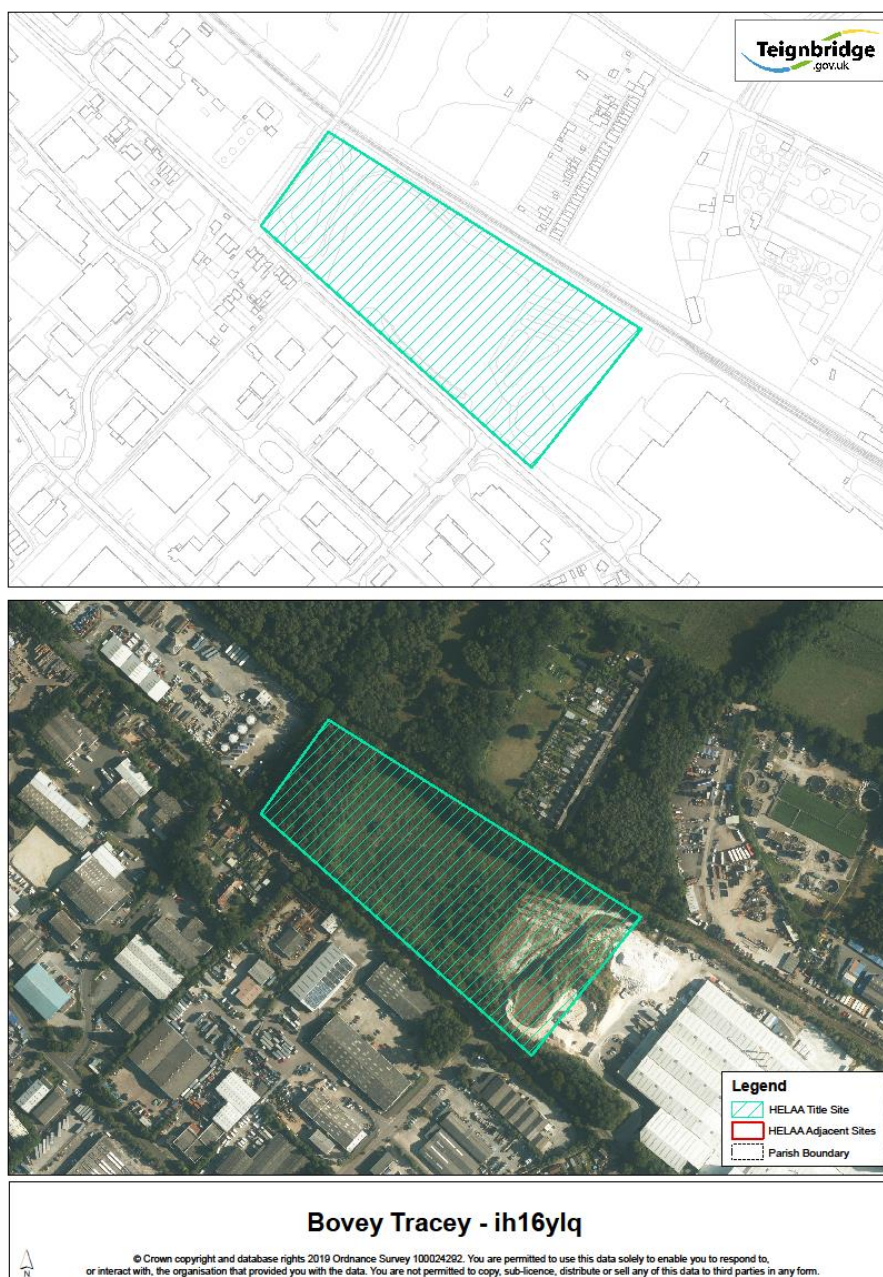 Teignbridge
.gov.uk
Legend
HELAA Title Site
HELAA Adjacent Sites
Parish Boundary
Bovey Tracey - ih16ylq
N
© Crown copyright and database rights 2019 Ordnance Survey 100024292. You are permitted to use this data solely to enable you to respond to,
or interact with, the organisation that provided you with the data. You are not permitted to copy, sub-licence, distribute or sell any of this data to third parties in any form.